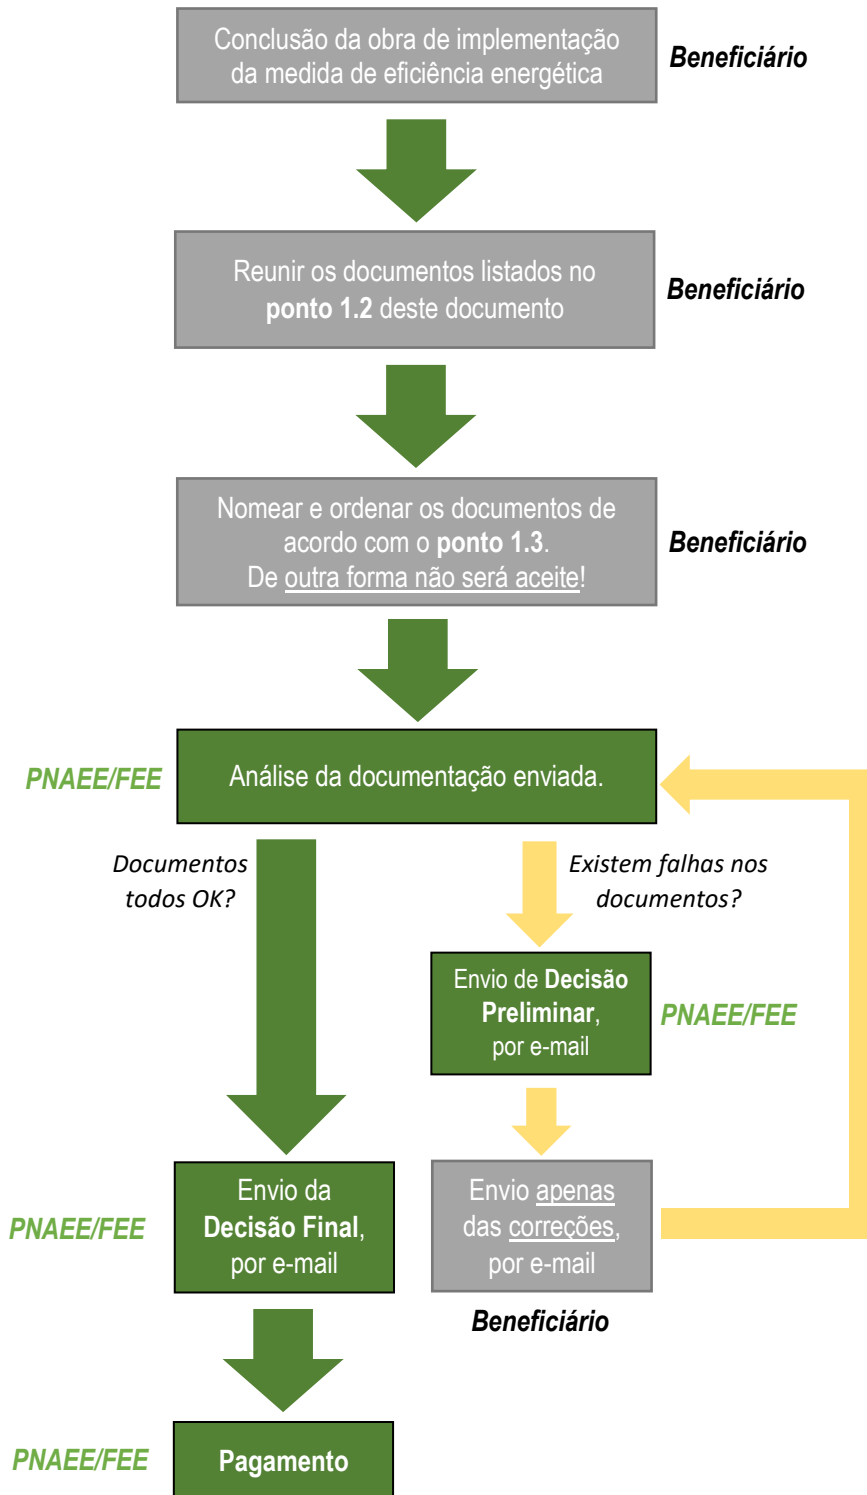 Conclusão da obra de implementação
da medida de eficiência energética
Beneficiário
Reunir os documentos listados no
ponto 1.2 deste documento
Beneficiário
Nomear e ordenar os documentos de
acordo com o ponto 1.3.
De outra forma não será aceite!
Beneficiário
PNAEE/FEE
Análise da documentação enviada.
Documentos
todos OK?
Existem falhas nos
documentos?
Envio de Decisão
Preliminar,
por e-mail
PNAEE/FEE
PNAEE/FEE
Envio da
Decisão Final,
por e-mail
Envio apenas
das correções,
por e-mail
Beneficiário
PNAEE/FEE
Pagamento